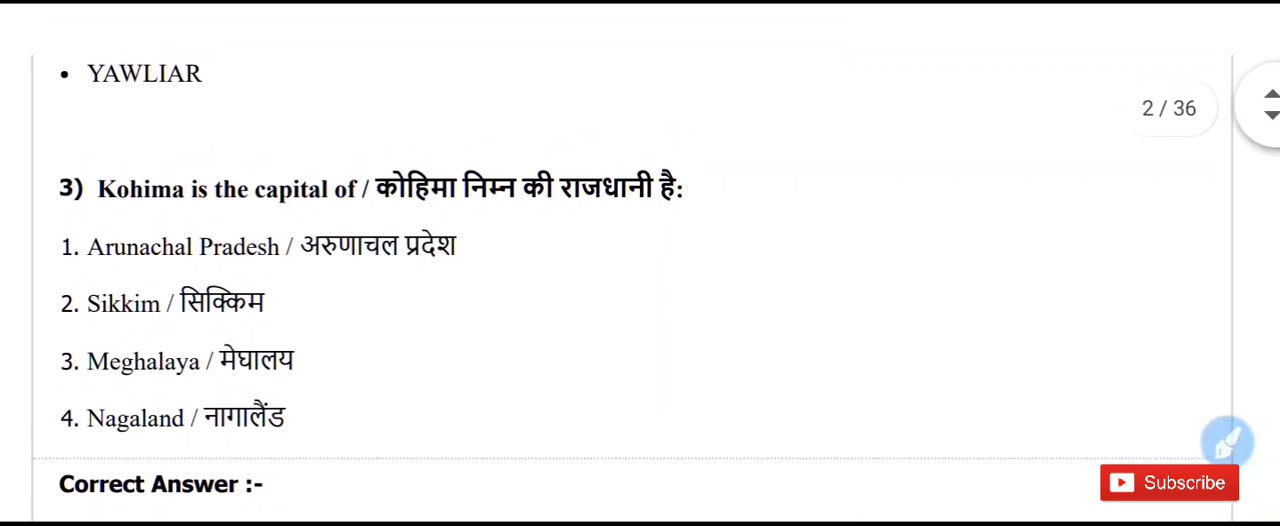 • YAWLIAR
2 / 36
3) Kohima is the capital of / कोहिमा निम्न की राजधानी है:
1. Arunachal Pradesh / अरुणाचल प्रदेश
2. Sikkim / सिक्किम
3. Meghalaya / मेघालय
4. Nagaland / नागालैंड
Correct Answer :-
Subscribe